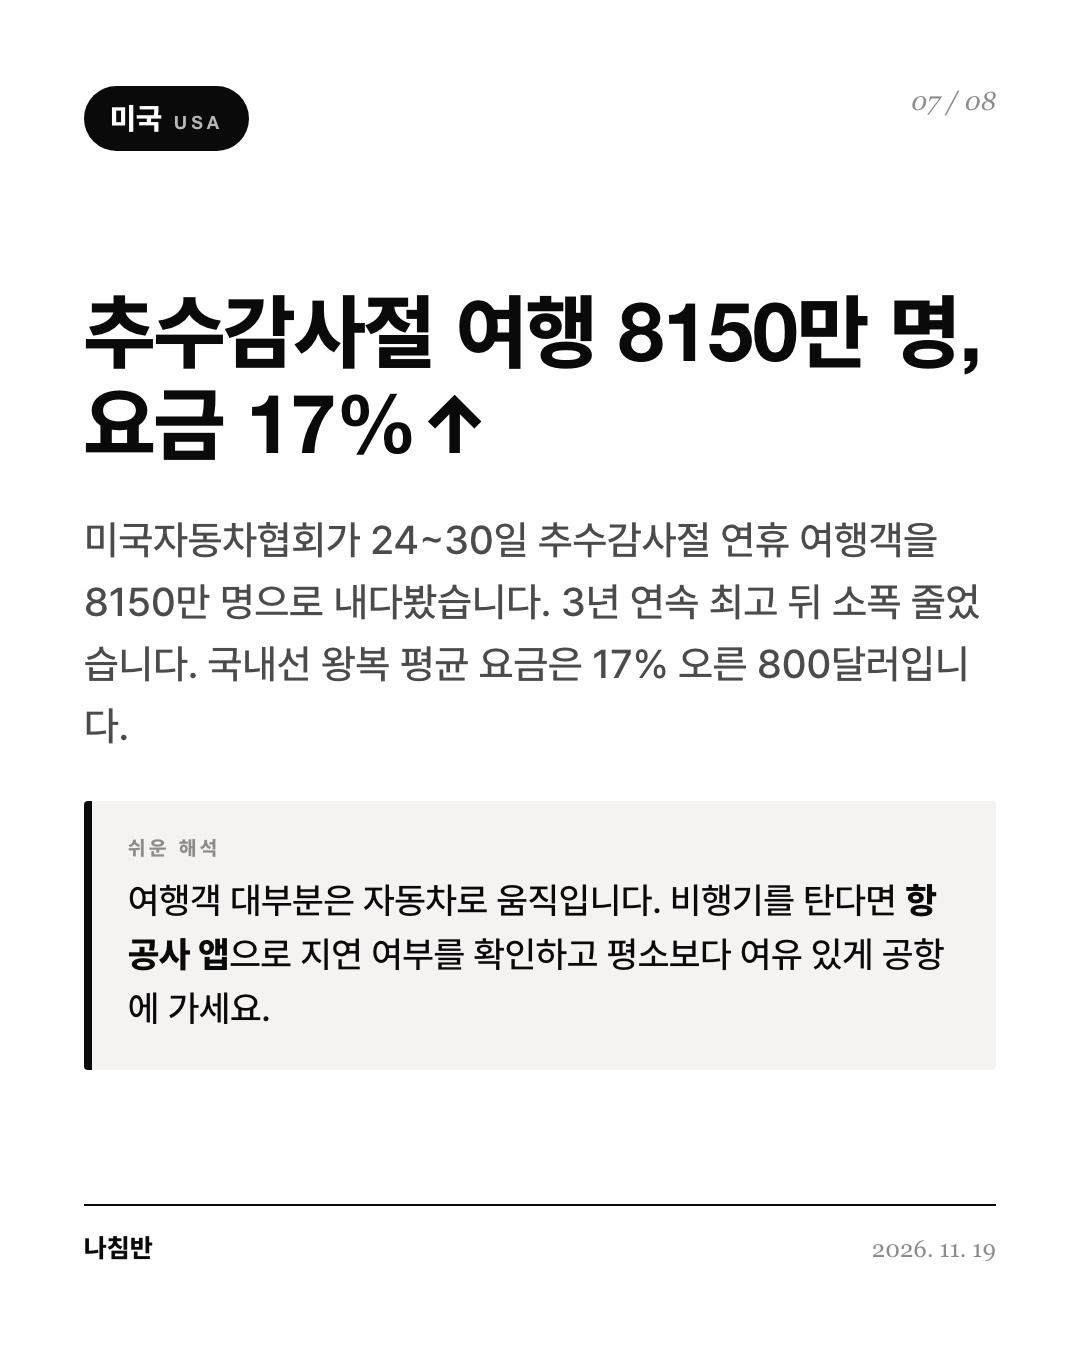 미국 USA
07 / 08
추수감사절 여행 8150만 명,
요금 17%↑
미국자동차협회가 24~30일 추수감사절 연휴 여행객을
8150만 명으로 내다봤습니다. 3년 연속 최고 뒤 소폭 줄었
습니다. 국내선 왕복 평균 요금은 17% 오른 800달러입니
다.
쉬운 해석
여행객 대부분은 자동차로 움직입니다. 비행기를 탄다면 항
공사 앱으로 지연 여부를 확인하고 평소보다 여유 있게 공항
에 가세요.
나침반
2026. 11. 19